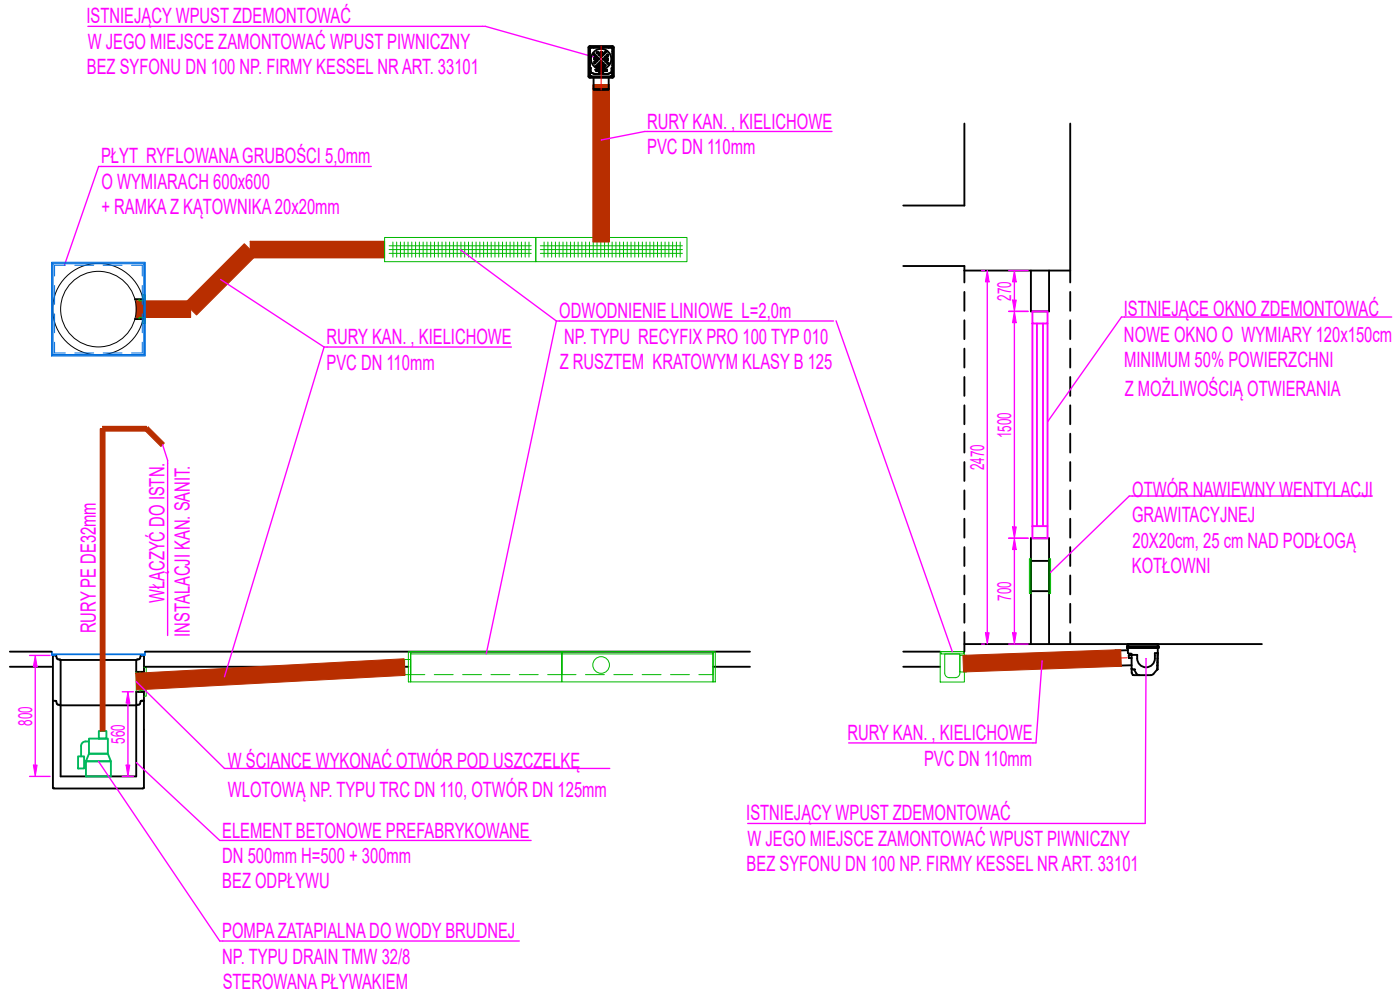 ISTNIEJĄCY WPUST ZDEMONTOWAĆ
W JEGO MIEJSCE ZAMONTOWAĆ WPUST PIWNICZNY
BEZ SYFONU DN 100 NP. FIRMY KESSEL NR ART. 33101
RURY KAN. , KIELICHOWE
PVC DN 110mm
PŁYT RYFLOWANA GRUBOŚCI 5,0mm
O WYMIARACH 600x600
+ RAMKA Z KĄTOWNIKA 20x20mm
RURY KAN. , KIELICHOWE
PVC DN 110mm
ODWODNIENIE LINIOWE L=2,0m
NP. TYPU RECYFIX PRO 100 TYP 010
Z RUSZTEM KRATOWYM KLASY B 125
270
1500
2470
700
ISTNIEJĄCE OKNO ZDEMONTOWAĆ
NOWE OKNO O WYMIARY 120x150cm
MINIMUM 50% POWIERZCHNI
Z MOŻLIWOŚCIĄ OTWIERANIA
OTWÓR NAWIEWNY WENTYLACJI
GRAWITACYJNEJ
20X20cm, 25 cm NAD PODŁOGĄ
KOTŁOWNI
RURY PE DE32mm
WŁĄCZYĆ DO ISTN.
INSTALACJI KAN. SANIT.
800
560
W ŚCIANCE WYKONAĆ OTWÓR POD USZCZELKĘ
WLOTOWĄ NP. TYPU TRC DN 110, OTWÓR DN 125mm
ELEMENT BETONOWE PREFABRYKOWANE
DN 500mm H=500 + 300mm
BEZ ODPŁYWU
POMPA ZATAPIALNA DO WODY BRUDNEJ
NP. TYPU DRAIN TMW 32/8
STEROWANA PŁYWAKIEM
RURY KAN. , KIELICHOWE
PVC DN 110mm
ISTNIEJĄCY WPUST ZDEMONTOWAĆ
W JEGO MIEJSCE ZAMONTOWAĆ WPUST PIWNICZNY
BEZ SYFONU DN 100 NP. FIRMY KESSEL NR ART. 33101